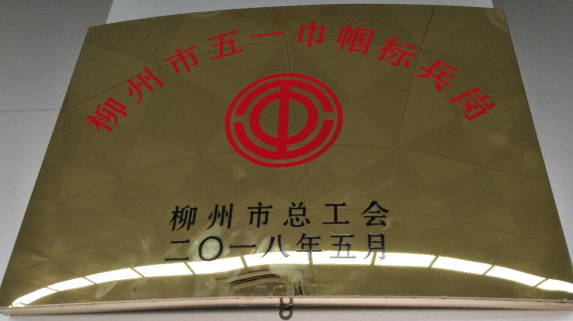 柳州市五一巾帼标兵岗
柳州市总工会
二〇一八年五月